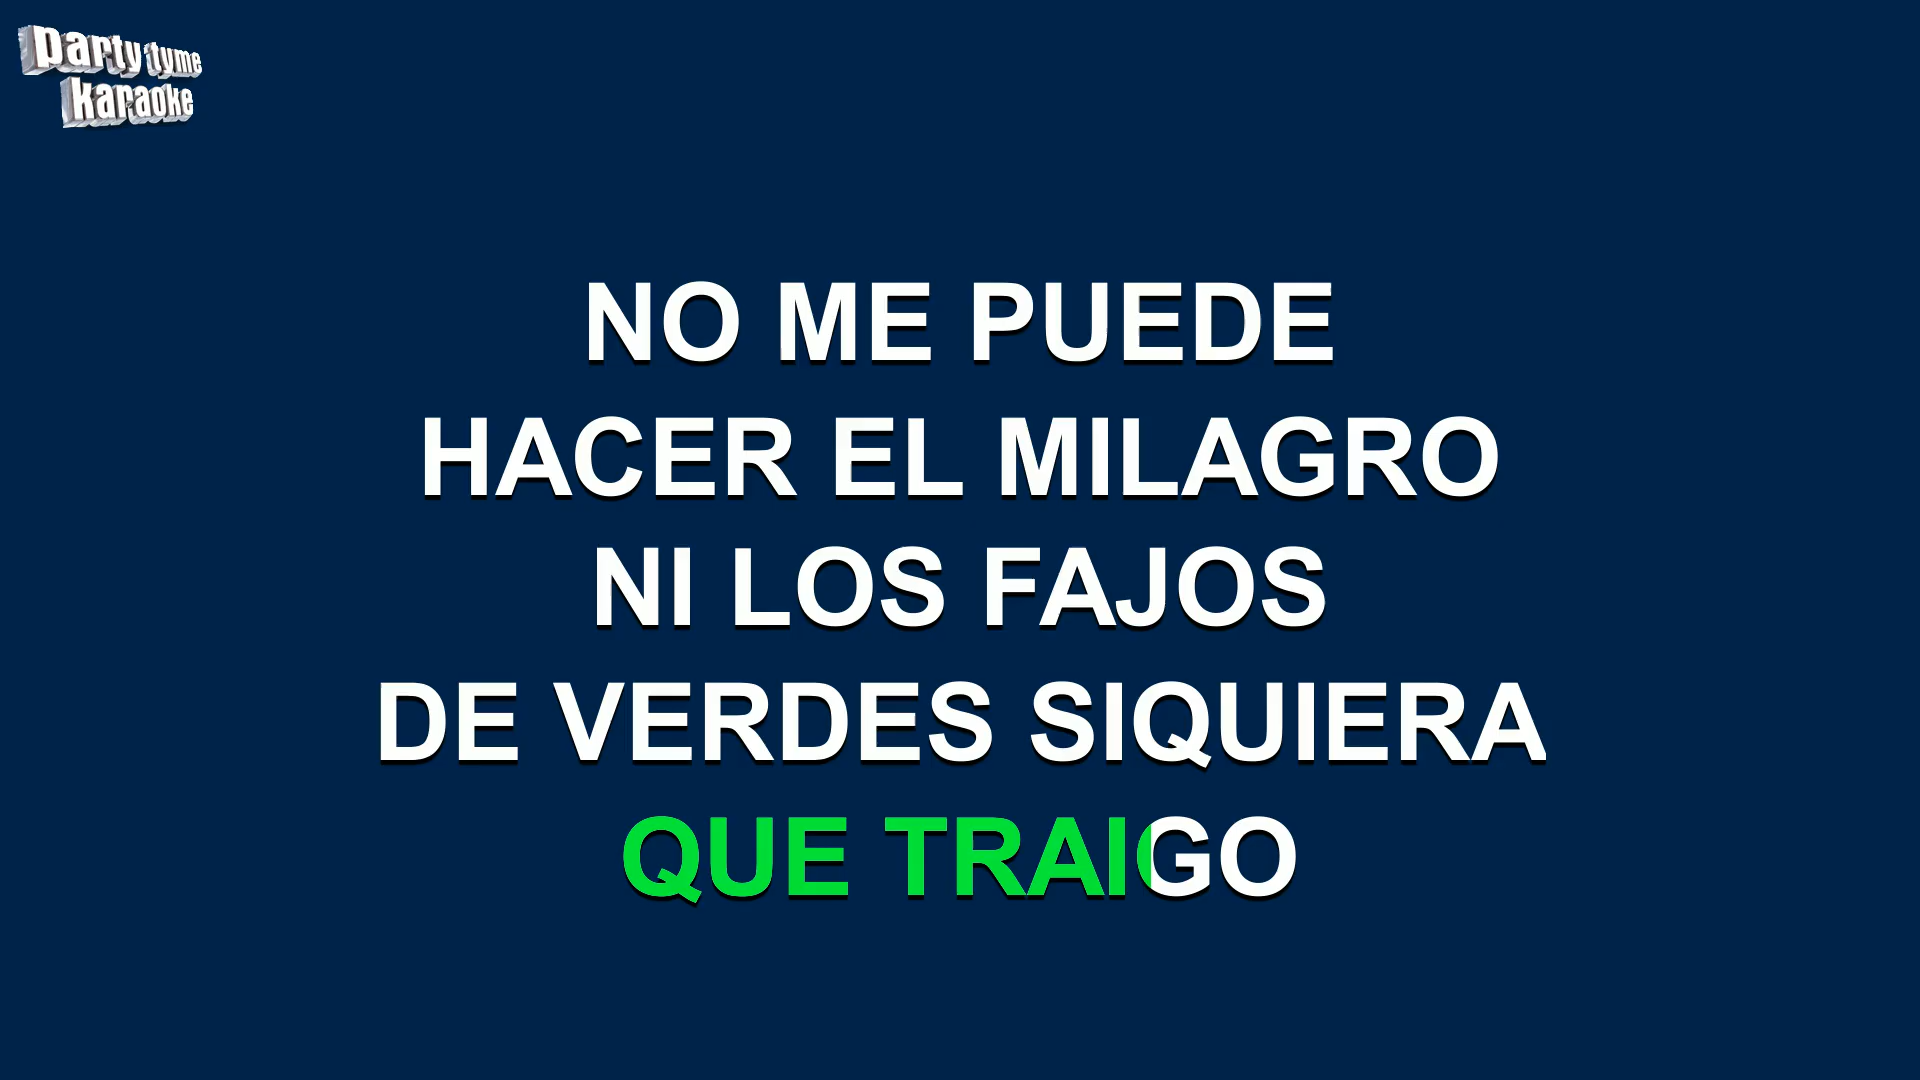 party tyme
karaoke
NO ME PUEDE
HACER EL MILAGRO
NI LOS FAJOS
DE VERDES SIQUIERA
QUE TRAIGO